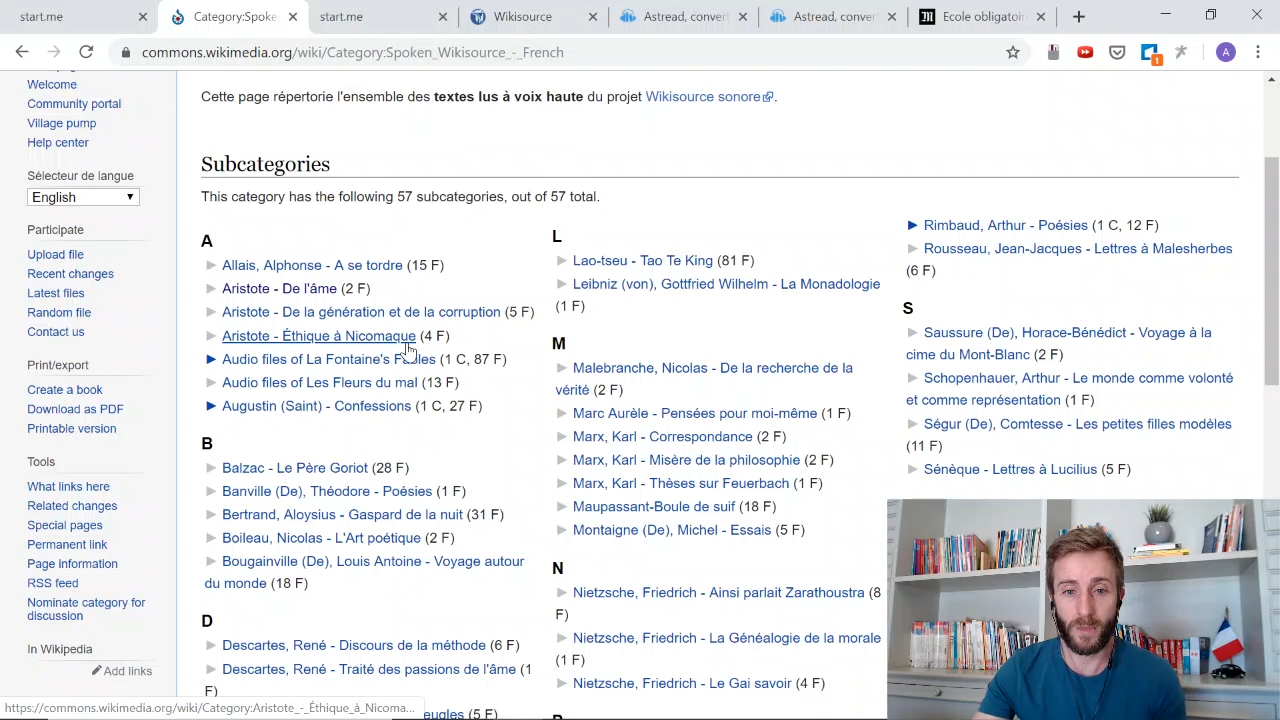 start.me
Category:Spoke
start.me
Wikisource
Astread, convert
Astread, convert
Ecole obligatoir
commons.wikimedia.org/wiki/Category:Spoken_Wikisource_-_French
1
A
Welcome
Community portal
Village pump
Help center
Sélecteur de langue
English
Participate
Upload file
Recent changes
Latest files
Random file
Contact us
Print/export
Create a book
Download as PDF
Printable version
Tools
What links here
Related changes
Special pages
Permanent link
Page information
RSS feed
Nominate category for
discussion
In Wikipedia
Add links
Cette page répertorie l'ensemble des textes lus à voix haute du projet Wikisource sonore.
Subcategories
This category has the following 57 subcategories, out of 57 total.
A
Allais, Alphonse - A se tordre (15 F)
Aristote - De l'âme (2 F)
Aristote - De la génération et de la corruption (5 F)
Aristote - Éthique à Nicomaque (4 F)
Audio files of La Fontaine's Fables (1 C, 87 F)
Audio files of Les Fleurs du mal (13 F)
Augustin (Saint) - Confessions (1 C, 27 F)
B
Balzac - Le Père Goriot (28 F)
Banville (De), Théodore - Poésies (1 F)
Bertrand, Aloysius - Gaspard de la nuit (31 F)
Boileau, Nicolas - L'Art poétique (2 F)
Bougainville (De), Louis Antoine - Voyage autour
du monde (18 F)
D
Descartes, René - Discours de la méthode (6 F)
Descartes, René - Traité des passions de l'âme (1
F)
eugles (5 F)
L
Lao-tseu - Tao Te King (81 F)
Leibniz (von), Gottfried Wilhelm - La Monadologie
(1 F)
M
Malebranche, Nicolas - De la recherche de la
vérité (2 F)
Marc Aurèle - Pensées pour moi-même (1 F)
Marx, Karl - Correspondance (2 F)
Marx, Karl - Misère de la philosophie (2 F)
Marx, Karl - Thèses sur Feuerbach (1 F)
Maupassant-Boule de suif (18 F)
Montaigne (De), Michel - Essais (5 F)
N
Nietzsche, Friedrich - Ainsi parlait Zarathoustra (8
F)
Nietzsche, Friedrich - La Généalogie de la morale
(1 F)
Nietzsche, Friedrich - Le Gai savoir (4 F)
Rimbaud, Arthur - Poésies (1 C, 12 F)
Rousseau, Jean-Jacques - Lettres à Malesherbes
(6 F)
S
Saussure (De), Horace-Bénédict - Voyage à la
cime du Mont-Blanc (2 F)
Schopenhauer, Arthur - Le monde comme volonté
et comme représentation (1 F)
Ségur (De), Comtesse - Les petites filles modèles
(11 F)
Sénèque - Lettres à Lucilius (5 F)
https://commons.wikimedia.org/wiki/Category:Aristote_-_Éthique_à_Nicoma...